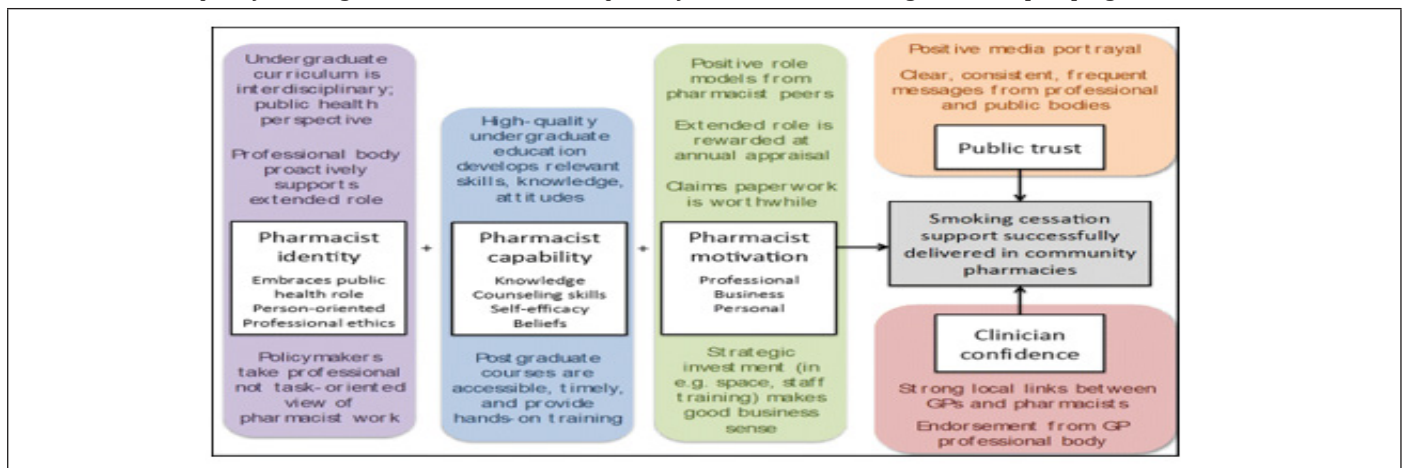 Undergraduate
curriculum is
interdisciplinary;
public health
perspective
Professional body
proactively
supports
extended role
Pharmacist
identity
Embraces public
health role
Person-oriented
Professional ethics
Policymakers
take professional
not task-oriented
view of
pharmacist work
+
High-quality
undergraduate
education
develops relevant
skills, knowledge,
attitudes
Pharmacist
capability
Knowledge
Counseling skills
Self-efficacy
Beliefs
Postgraduate
courses are
accessible, timely,
and provide
hands-on training
+
Positive role
models from
pharmacist peers
Extended role is
rewarded at
annual appraisal
Claims paperwork
is worthwhile
Pharmacist
motivation
Professional
Business
Personal
Strategic
investment (in
e.g. space, staff
training) makes
good business
sense
Positive media portrayal
Clear, consistent, frequent
messages from professional
and public bodies
Public trust
Smoking cessation
support successfully
delivered in community
pharmacies
Clinician
confidence
Strong local links between
GPs and pharmacists
Endorsement from GP
professional body